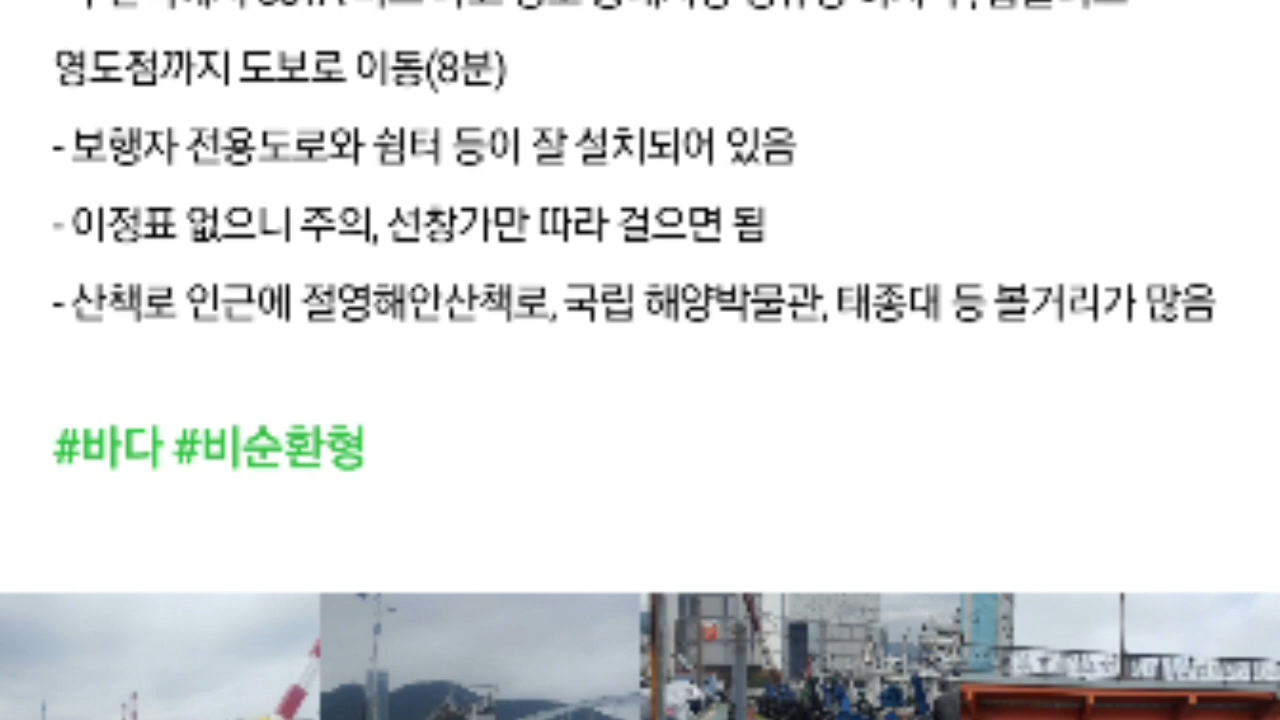 영도점까지 도보로 이동(8분)
- 보행자 전용도로와 쉼터 등이 잘 설치되어 있음
- 이정표 없으니 주의, 선창가만 따라 걸으면 됨
- 산책로 인근에 절영해안산책로, 국립 해양박물관, 태종대 등 볼거리가 많음
#바다 #비순환형